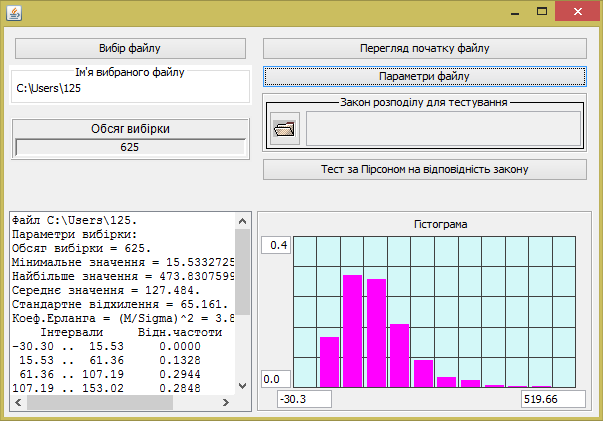 Вибір файлу
Перегляд початку файлу
Ім'я вибраного файлу
C:\Users\125
Параметри файлу
Закон розподілу для тестування
Обсяг вибірки
625
Тест за Пірсоном на відповідність закону
Файл C:\Users\125.
Параметри вибірки:
Обсяг вибірки = 625.
Мінімальне значення = 15.5332725
Найбільше значення = 473.8307599
Середнє значення = 127.484.
Стандартне відхилення = 65.161.
Коеф.Ерланга = (M/Sigma)^2 = 3.8
Інтервали Відн.частоти
-30.30 .. 15.53 0.0000
15.53 .. 61.36 0.1328
61.36 .. 107.19 0.2944
107.19 .. 153.02 0.2848
Гістограма
0.4
0.0
-30.3
519.66